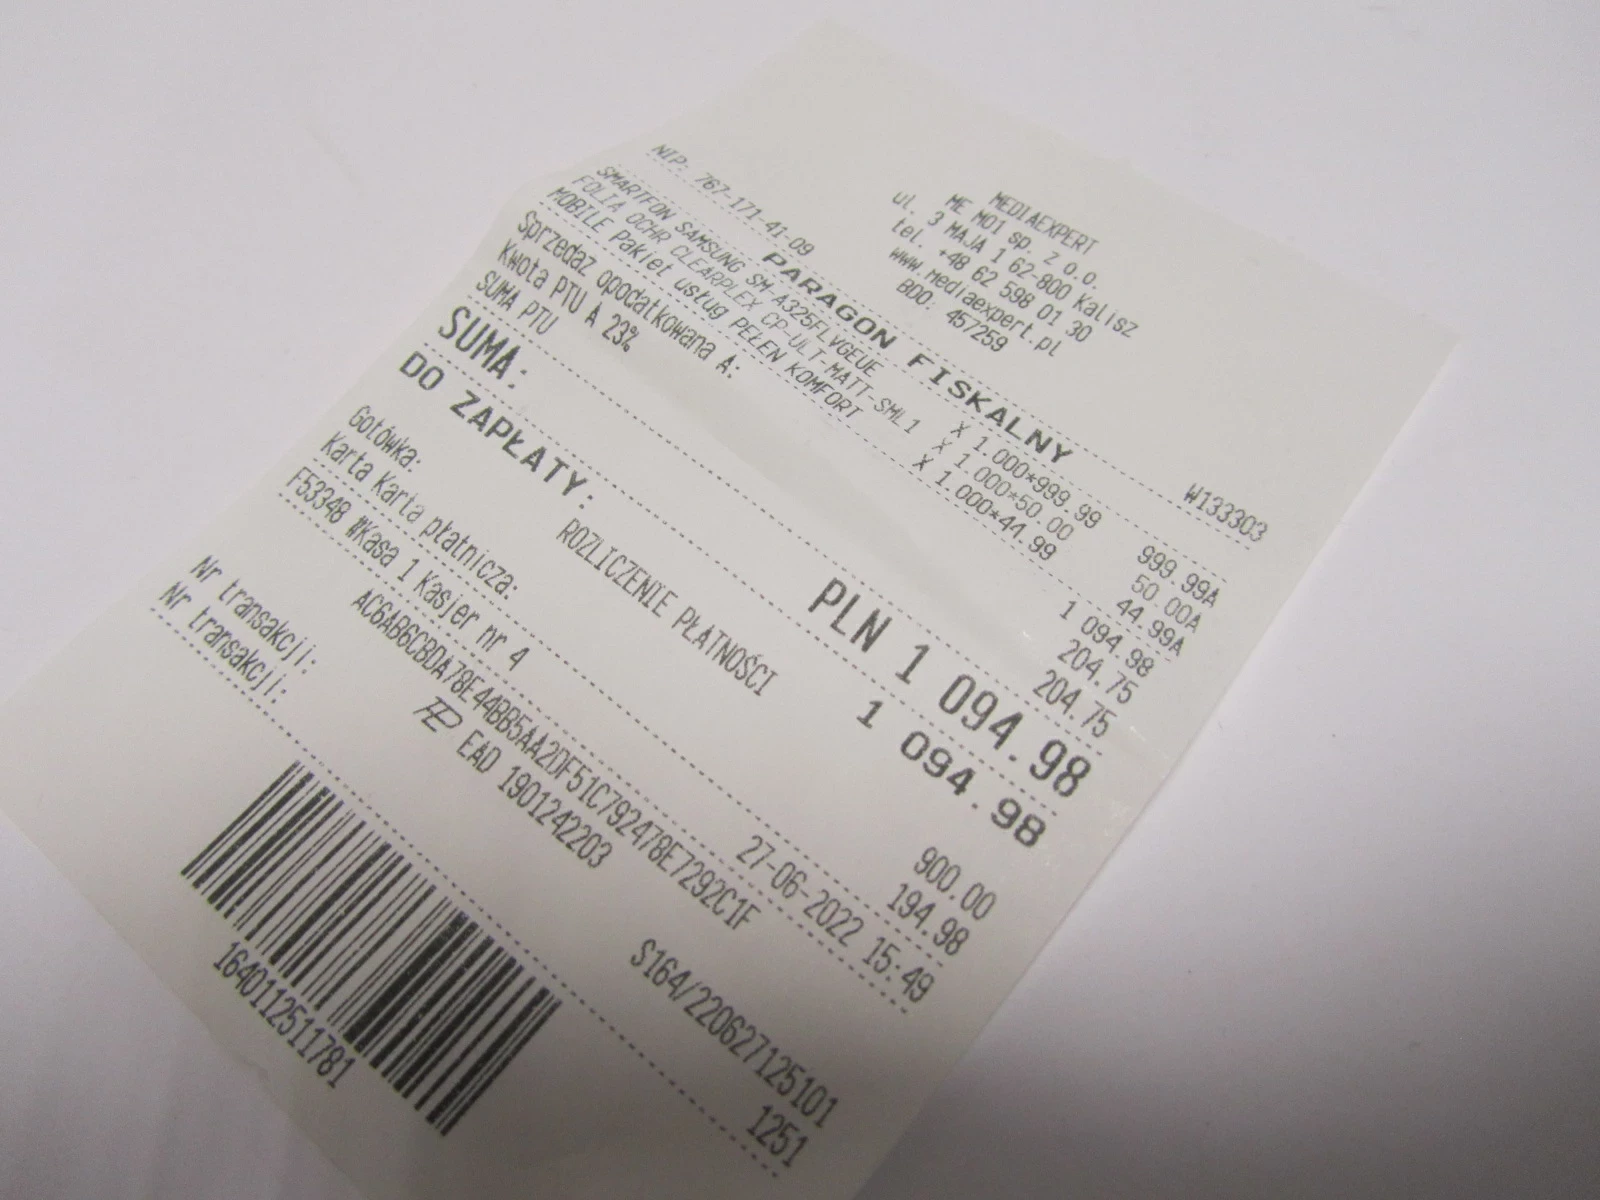 MEDIAEXPERT
ME M01 sp. z o.o.
ul. 3 MAJA 1 62-800 Kalisz
tel. +48 62 598 01 30
www.mediaexpert.pl
BDO: 457259
NIP: 767-171-41-09 W133303
PARAGON FISKALNY
SMARTFON SAMSUNG SM-A325FLVGEUE x 1.000*999.99 999.99A
FOLIA OCHR CLEARPLEX CP-ULT-MATT-SML1 x 1.000*50.00 50.00A
MOBILE Pakiet usług PEŁEN KOMFORT x 1.000*44.99 44.99A
Sprzedaż opodatkowana A: 1 094.98
Kwota PTU A 23% 204.75
SUMA PTU 204.75
SUMA: PLN 1 094.98
DO ZAPŁATY: 1 094.98
ROZLICZENIE PŁATNOŚCI
Gotówka: 900.00
Karta Karta płatnicza: 194.98
F53348 #Kasa 1 Kasjer nr 4 27-06-2022 15:49
AC6AB6CBDA78E44BB5AA2DF51C792478E7292C1F
EAD 1901242203
Nr transakcji: S164/220627125101
Nr transakcji: 1251
1640112511781